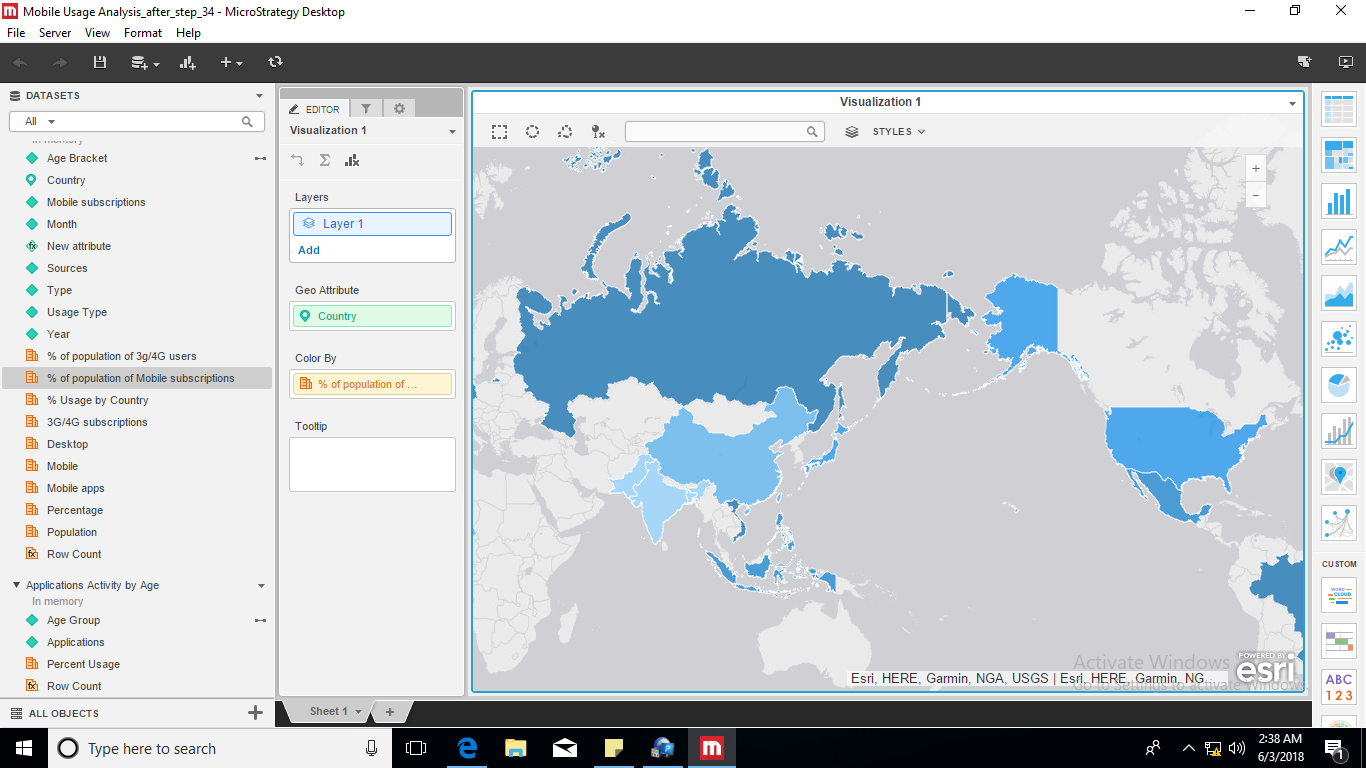 Mobile Usage Analysis_after_step_34 - MicroStrategy Desktop
File Server View Format Help
DATASETS
All
In memory
Age Bracket
Country
Mobile subscriptions
Month
New attribute
Sources
Type
Usage Type
Year
% of population of 3g/4G users
% of population of Mobile subscriptions
% Usage by Country
3G/4G subscriptions
Desktop
Mobile
Mobile apps
Percentage
Population
Row Count
Applications Activity by Age
In memory
Age Group
Applications
Percent Usage
Row Count
ALL OBJECTS
EDITOR
Visualization 1
Layers
Layer 1
Add
Geo Attribute
Country
Color By
% of population of ...
Tooltip
Visualization 1
STYLES
Activate Windows
Go to Settings to activate Windows.
POWERED BY
esri
Esri, HERE, Garmin, NGA, USGS | Esri, HERE, Garmin, NG
CUSTOM
WORD
CLOUD
ABC
123
Sheet 1
Type here to search
2:38 AM
6/3/2018
1